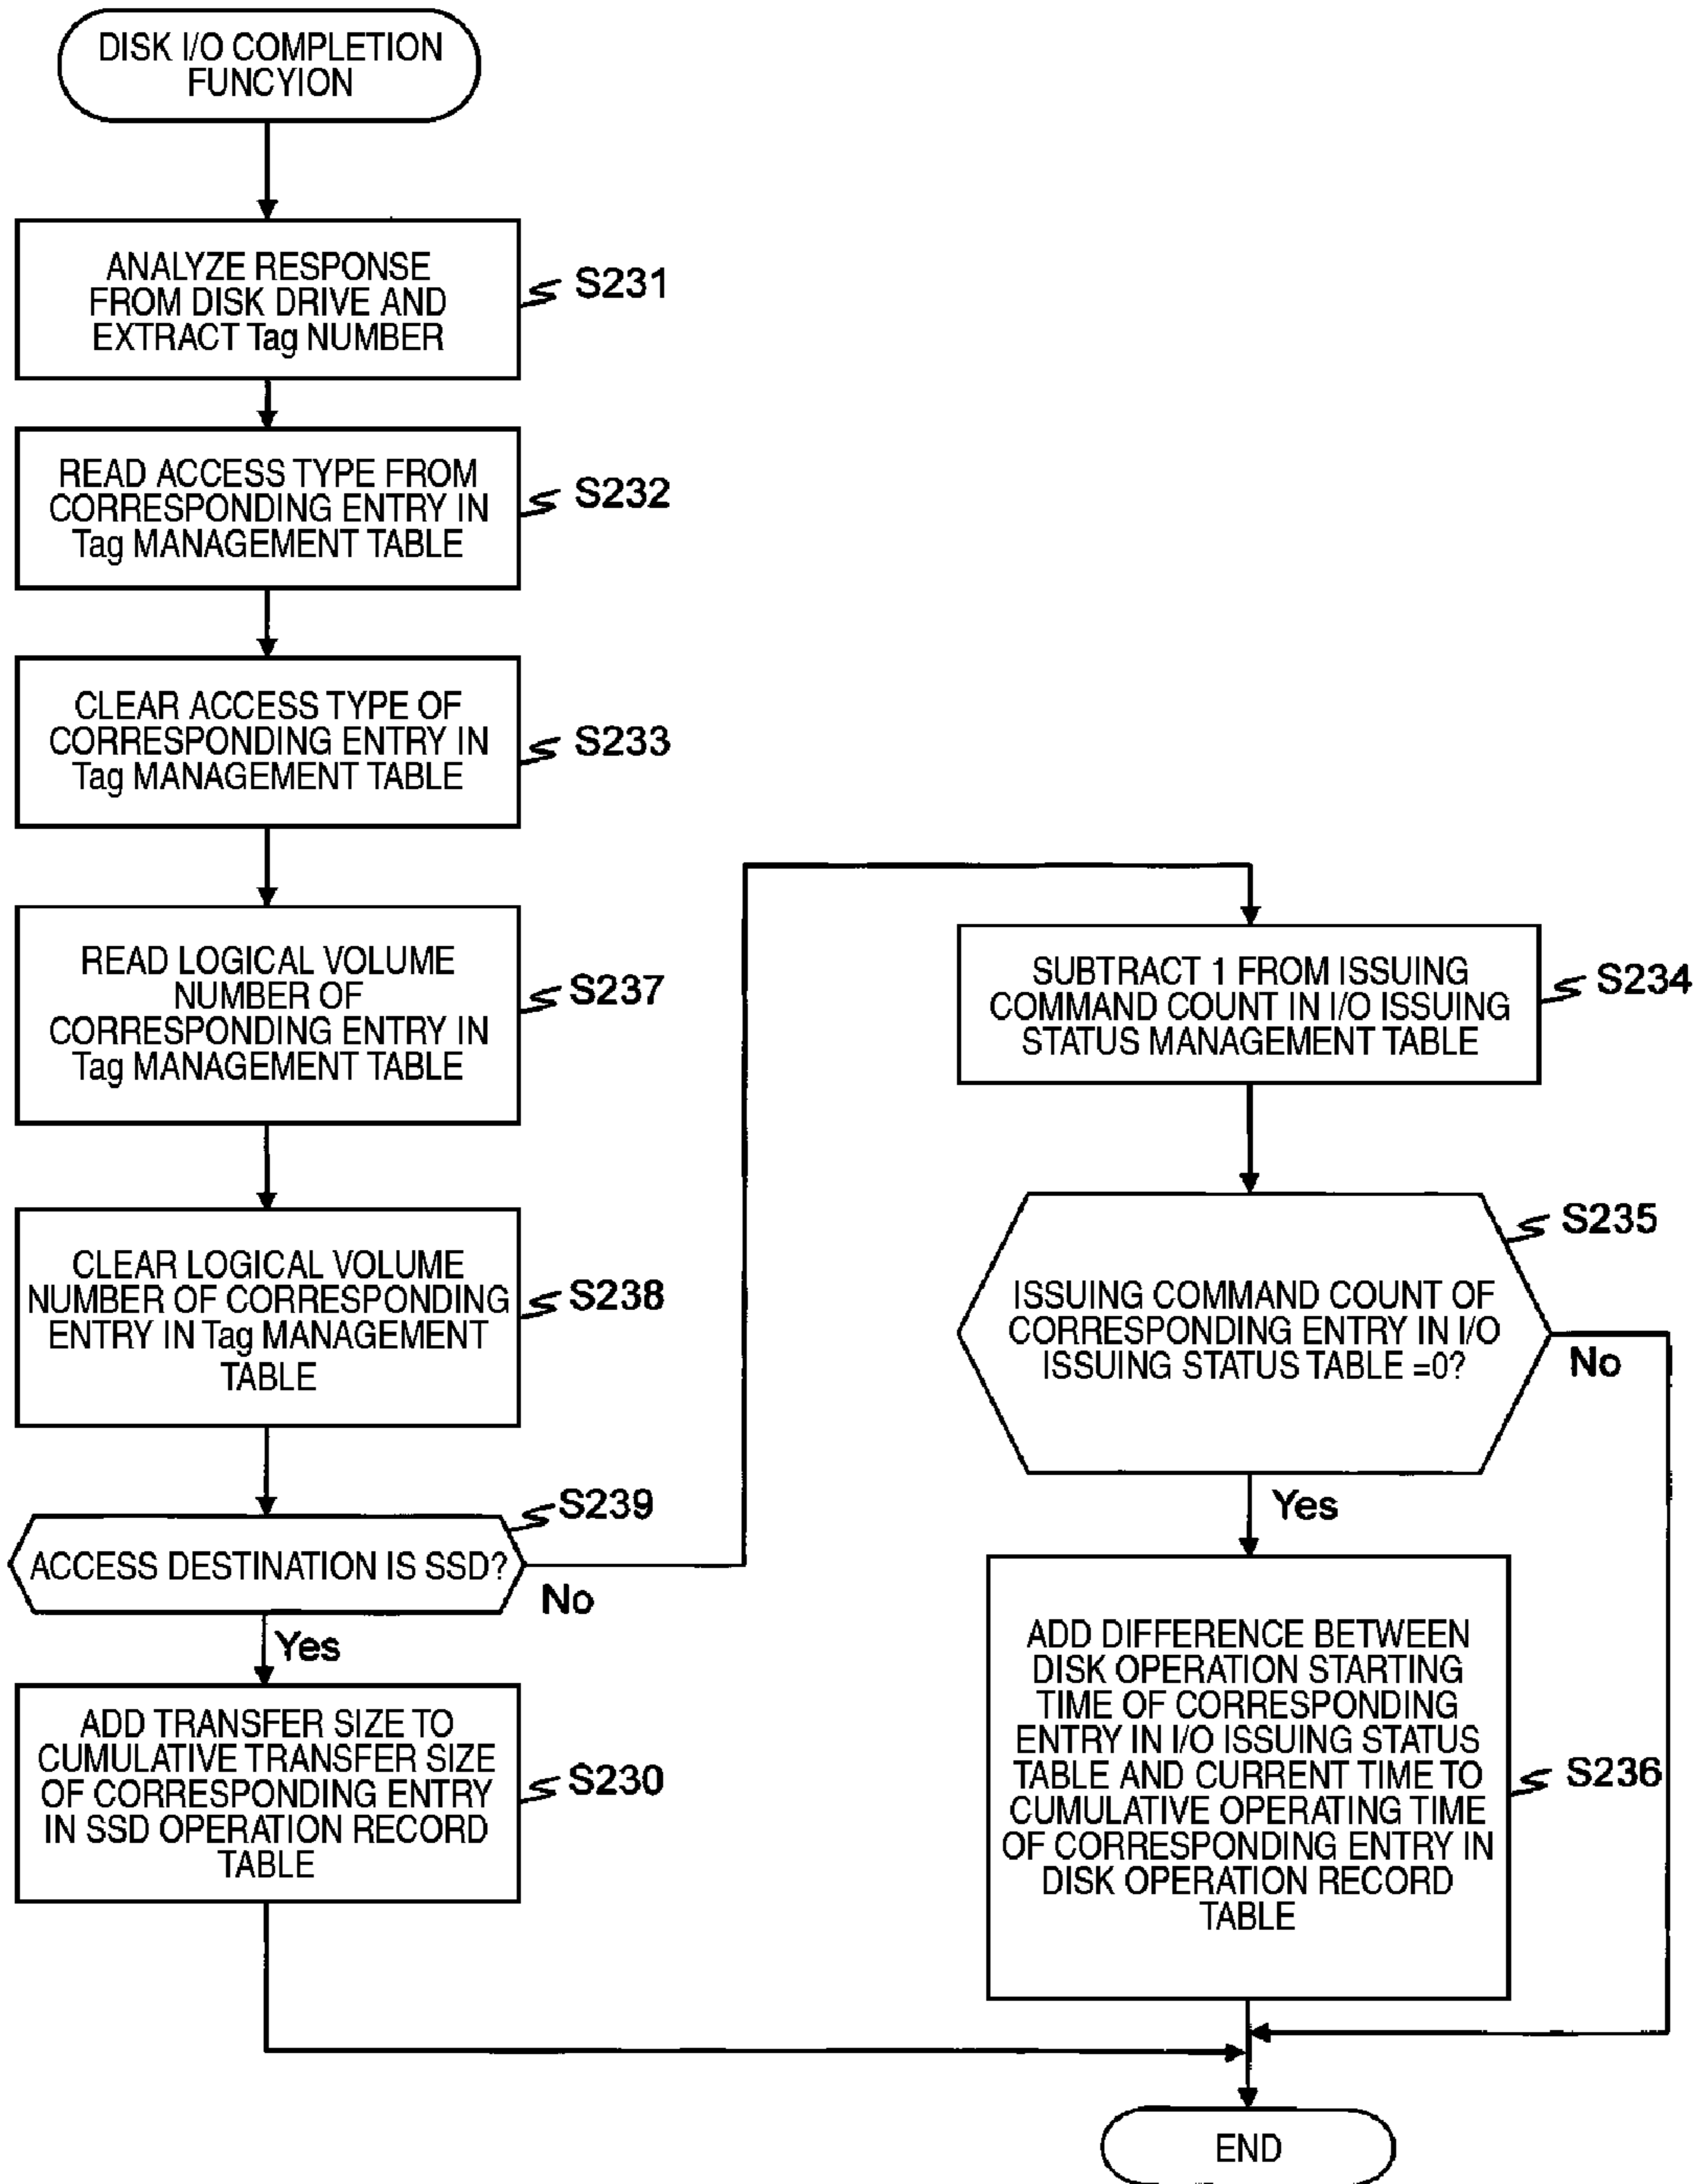 DISK I/O COMPLETION
FUNCYION
ANALYZE RESPONSE
FROM DISK DRIVE AND
EXTRACT Tag NUMBER
S231
READ ACCESS TYPE FROM
CORRESPONDING ENTRY IN
Tag MANAGEMENT TABLE
S232
CLEAR ACCESS TYPE OF
CORRESPONDING ENTRY IN
Tag MANAGEMENT TABLE
S233
READ LOGICAL VOLUME
NUMBER OF
CORRESPONDING ENTRY IN
Tag MANAGEMENT TABLE
S237
CLEAR LOGICAL VOLUME
NUMBER OF CORRESPONDING
ENTRY IN Tag MANAGEMENT
TABLE
S238
ACCESS DESTINATION IS SSD?
S239
No
Yes
ADD TRANSFER SIZE TO
CUMULATIVE TRANSFER SIZE
OF CORRESPONDING ENTRY
IN SSD OPERATION RECORD
TABLE
S230
SUBTRACT 1 FROM ISSUING
COMMAND COUNT IN I/O ISSUING
STATUS MANAGEMENT TABLE
S234
ISSUING COMMAND COUNT OF
CORRESPONDING ENTRY IN I/O
ISSUING STATUS TABLE =0?
S235
No
Yes
ADD DIFFERENCE BETWEEN
DISK OPERATION STARTING
TIME OF CORRESPONDING
ENTRY IN I/O ISSUING STATUS
TABLE AND CURRENT TIME TO
CUMULATIVE OPERATING TIME
OF CORRESPONDING ENTRY IN
DISK OPERATION RECORD
TABLE
S236
END